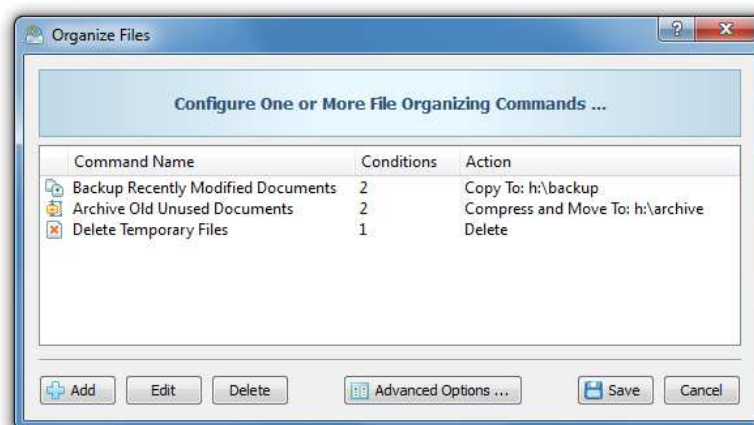 Organize Files
Configure One or More File Organizing Commands ...
Command Name Conditions Action
Backup Recently Modified Documents 2 Copy To: h:\backup
Archive Old Unused Documents 2 Compress and Move To: h:\archive
Delete Temporary Files 1 Delete
Add Edit Delete Advanced Options ... Save Cancel